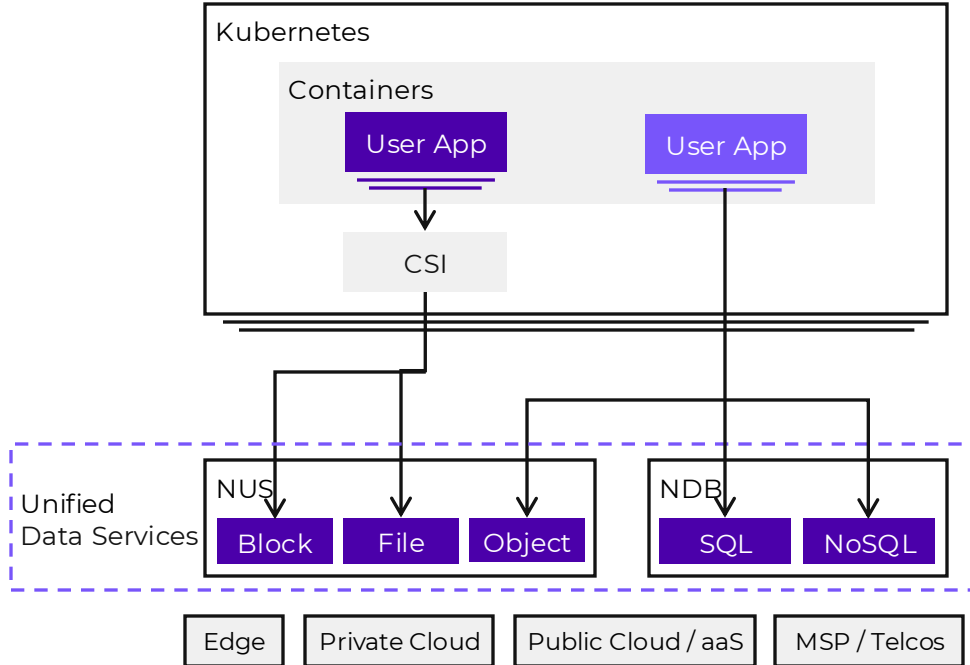 Kubernetes
Containers
User App
User App
CSI
Unified
Data Services
NUS
Block
File
Object
NDB
SQL
NoSQL
Edge
Private Cloud
Public Cloud / aaS
MSP / Telcos